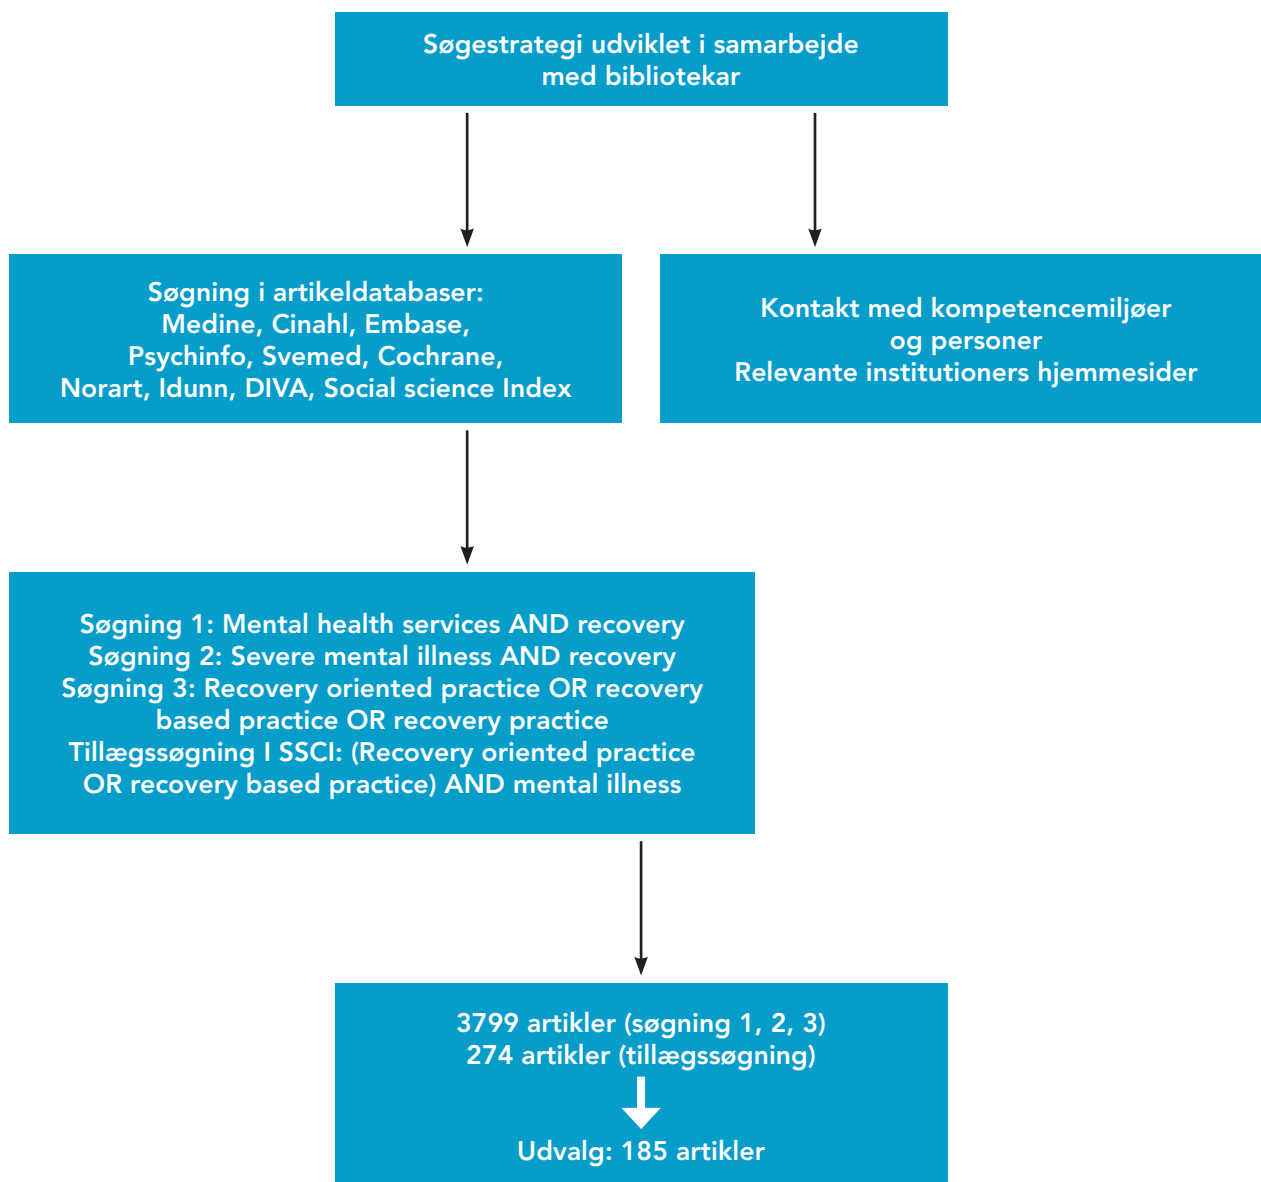 Søgestrategi udviklet i samarbejde
med bibliotekar
Søgning i artikeldatabaser:
Medine, Cinahl, Embase,
Psychinfo, Svemed, Cochrane,
Norart, Idunn, DIVA, Social science Index
Kontakt med kompetencemiljøer
og personer
Relevante institutioners hjemmesider
Søgning 1: Mental health services AND recovery
Søgning 2: Severe mental illness AND recovery
Søgning 3: Recovery oriented practice OR recovery
based practice OR recovery practice
Tillægssøgning I SSCI: (Recovery oriented practice
OR recovery based practice) AND mental illness
3799 artikler (søgning 1, 2, 3)
274 artikler (tillægssøgning)
Udvalg: 185 artikler